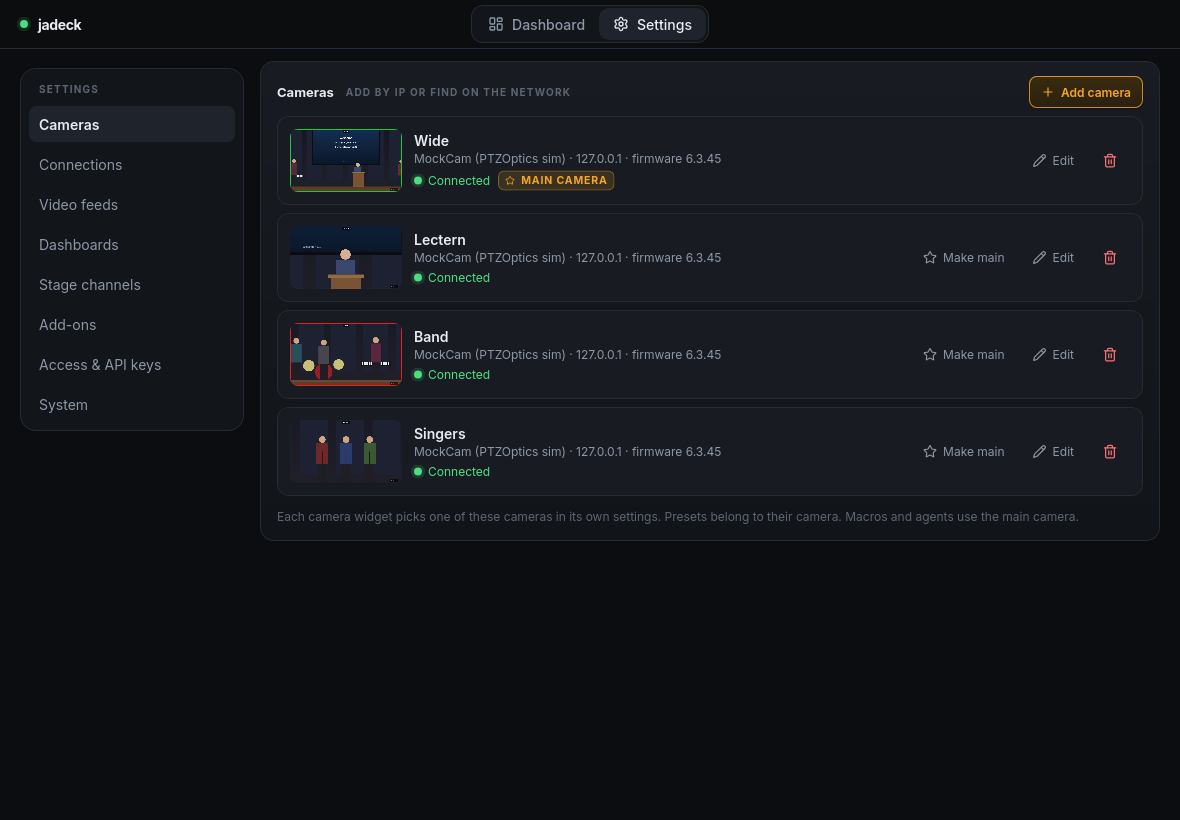 jadeck
Dashboard
Settings
SETTINGS
Cameras
Connections
Video feeds
Dashboards
Stage channels
Add-ons
Access & API keys
System
Cameras ADD BY IP OR FIND ON THE NETWORK
Add camera
Wide
MockCam (PTZOptics sim) · 127.0.0.1 · firmware 6.3.45
Connected MAIN CAMERA
Edit
Lectern
MockCam (PTZOptics sim) · 127.0.0.1 · firmware 6.3.45
Connected
Make main Edit
Band
MockCam (PTZOptics sim) · 127.0.0.1 · firmware 6.3.45
Connected
Make main Edit
Singers
MockCam (PTZOptics sim) · 127.0.0.1 · firmware 6.3.45
Connected
Make main Edit
Each camera widget picks one of these cameras in its own settings. Presets belong to their camera. Macros and agents use the main camera.